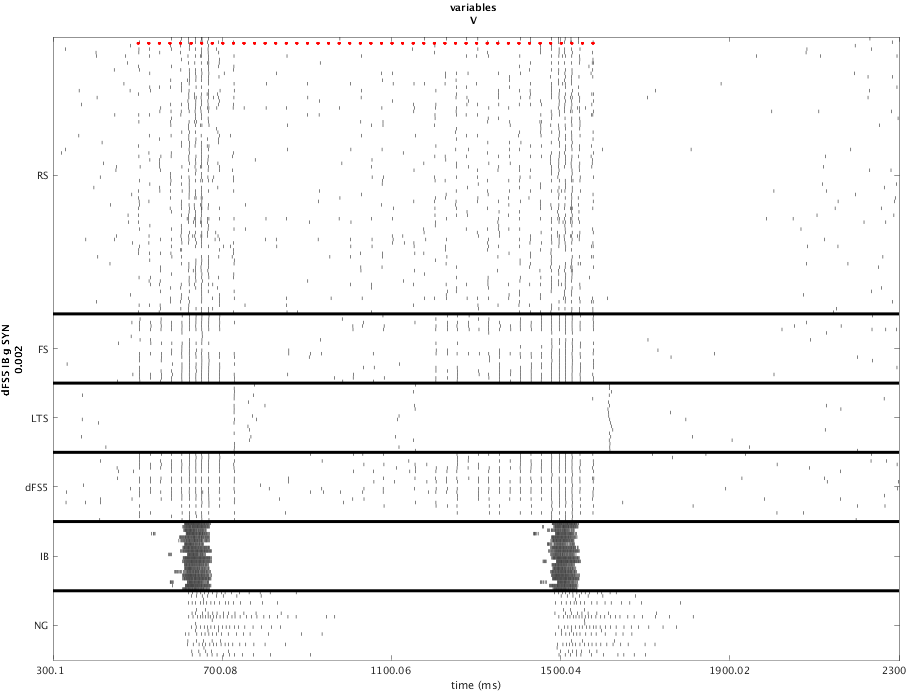 variables
V
RS
FS
LTS
dFS5
IB
NG
dFS5 IB g SYN
0.002
300.1
700.08
1100.06
1500.04
1900.02
2300
time (ms)